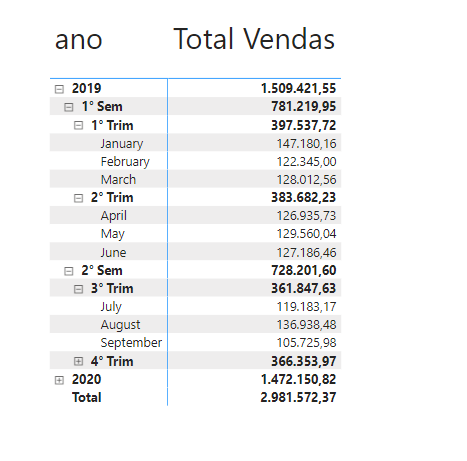 ano Total Vendas
2019 1.509.421,55
1° Sem 781.219,95
1° Trim 397.537,72
January 147.180,16
February 122.345,00
March 128.012,56
2° Trim 383.682,23
April 126.935,73
May 129.560,04
June 127.186,46
2° Sem 728.201,60
3° Trim 361.847,63
July 119.183,17
August 136.938,48
September 105.725,98
4° Trim 366.353,97
2020 1.472.150,82
Total 2.981.572,37